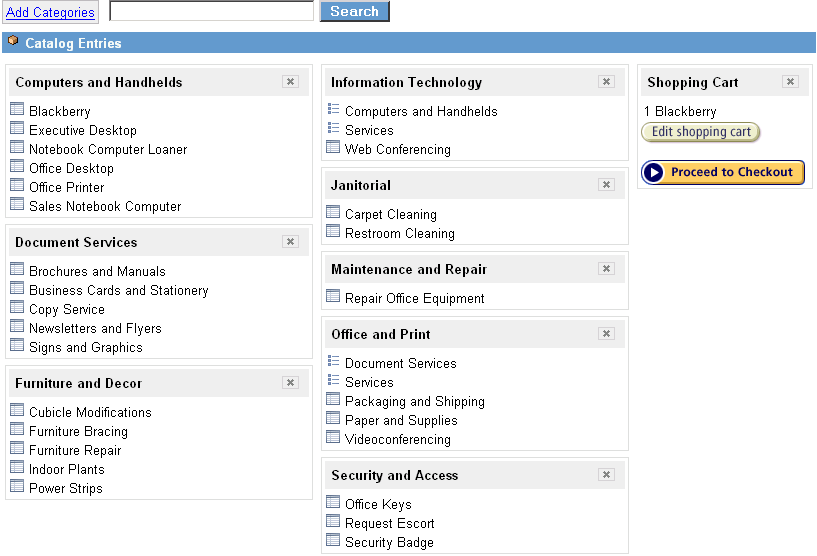 Add Categories
Search
Catalog Entries
Computers and Handhelds
Blackberry
Executive Desktop
Notebook Computer Loaner
Office Desktop
Office Printer
Sales Notebook Computer
Document Services
Brochures and Manuals
Business Cards and Stationery
Copy Service
Newsletters and Flyers
Signs and Graphics
Furniture and Decor
Cubicle Modifications
Furniture Bracing
Furniture Repair
Indoor Plants
Power Strips
Information Technology
Computers and Handhelds
Services
Web Conferencing
Janitorial
Carpet Cleaning
Restroom Cleaning
Maintenance and Repair
Repair Office Equipment
Office and Print
Document Services
Services
Packaging and Shipping
Paper and Supplies
Videoconferencing
Security and Access
Office Keys
Request Escort
Security Badge
Shopping Cart
1 Blackberry
Edit shopping cart
Proceed to Checkout